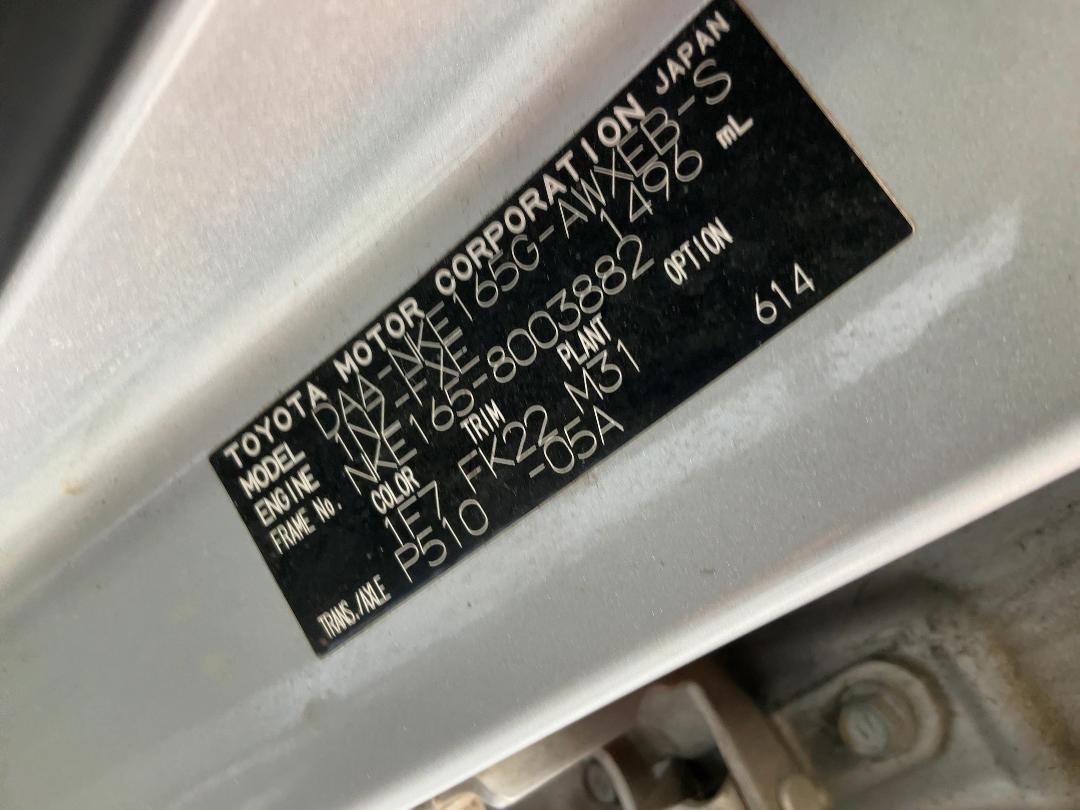 TOYOTA MOTOR CORPORATION JAPAN
MODEL DAA-NKE165G-AWXEB-S
ENGINE 1NZ-FXE 1496 mL
FRAME No. NKE165-8003882
COLOR TRIM PLANT OPTION
1E7 FK22 M31 614
TRANS./AXLE P510 -05A